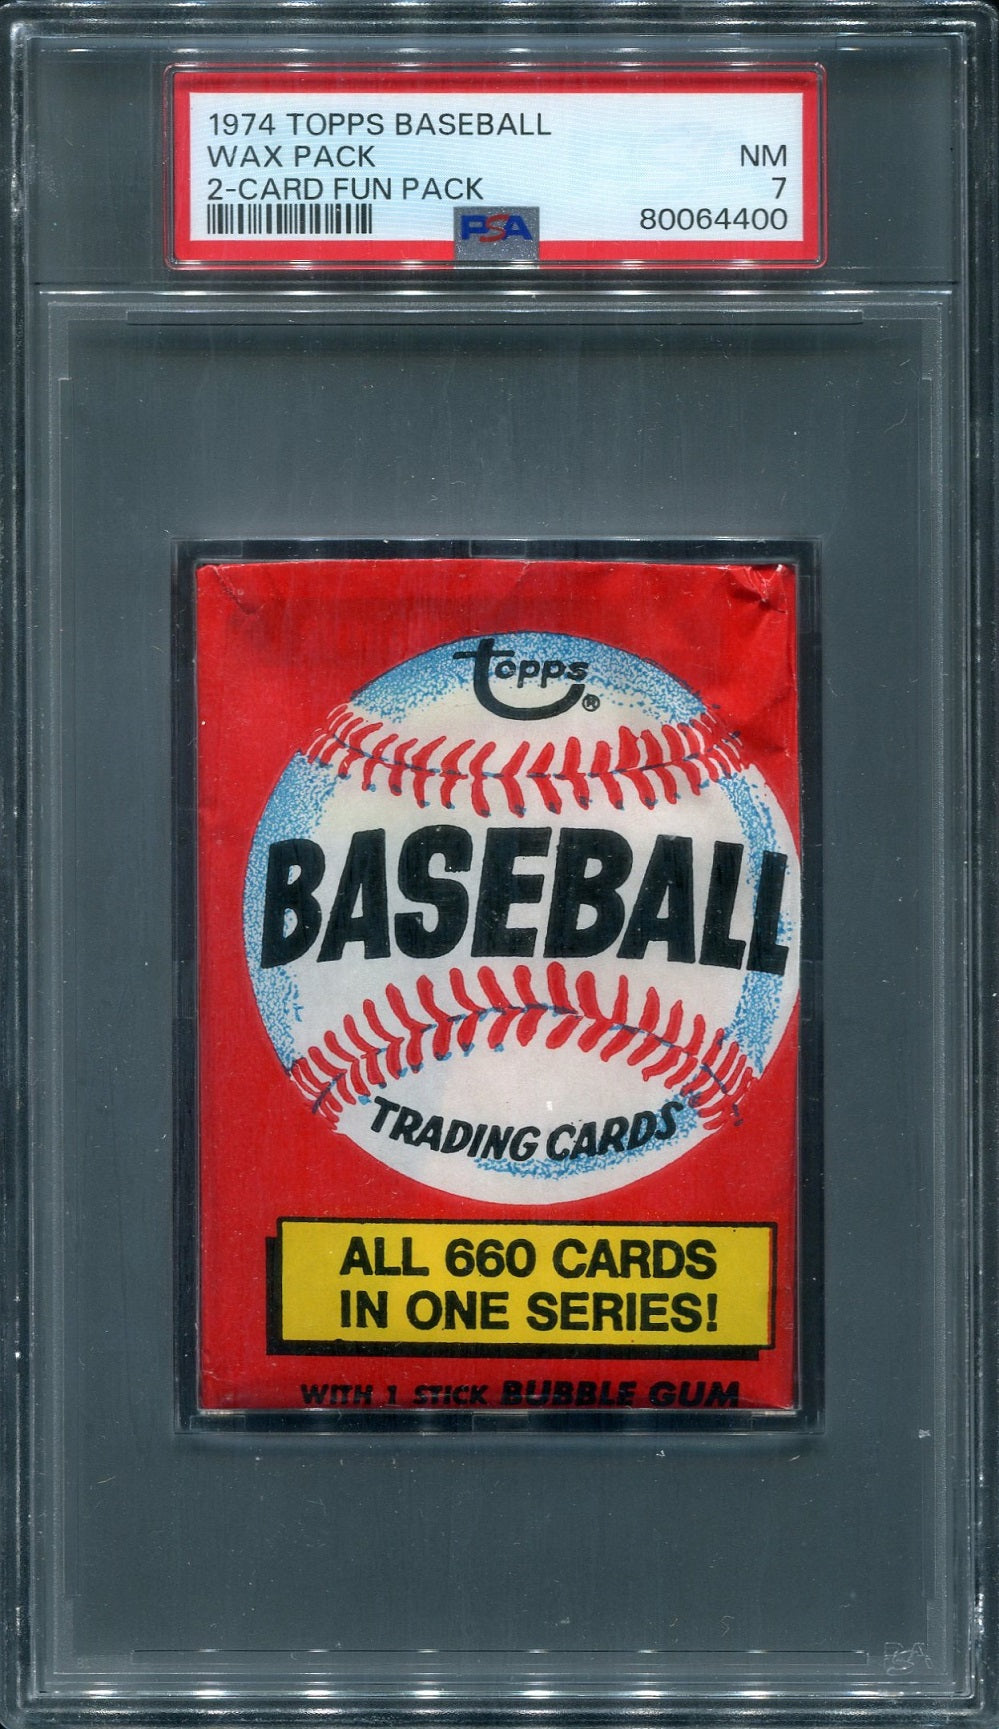 1974 TOPPS BASEBALL
WAX PACK NM
2-CARD FUN PACK 7
PSA 80064400
topps®
BASEBALL
TRADING CARDS
ALL 660 CARDS
IN ONE SERIES!
WITH 1 STICK BUBBLE GUM
PSA